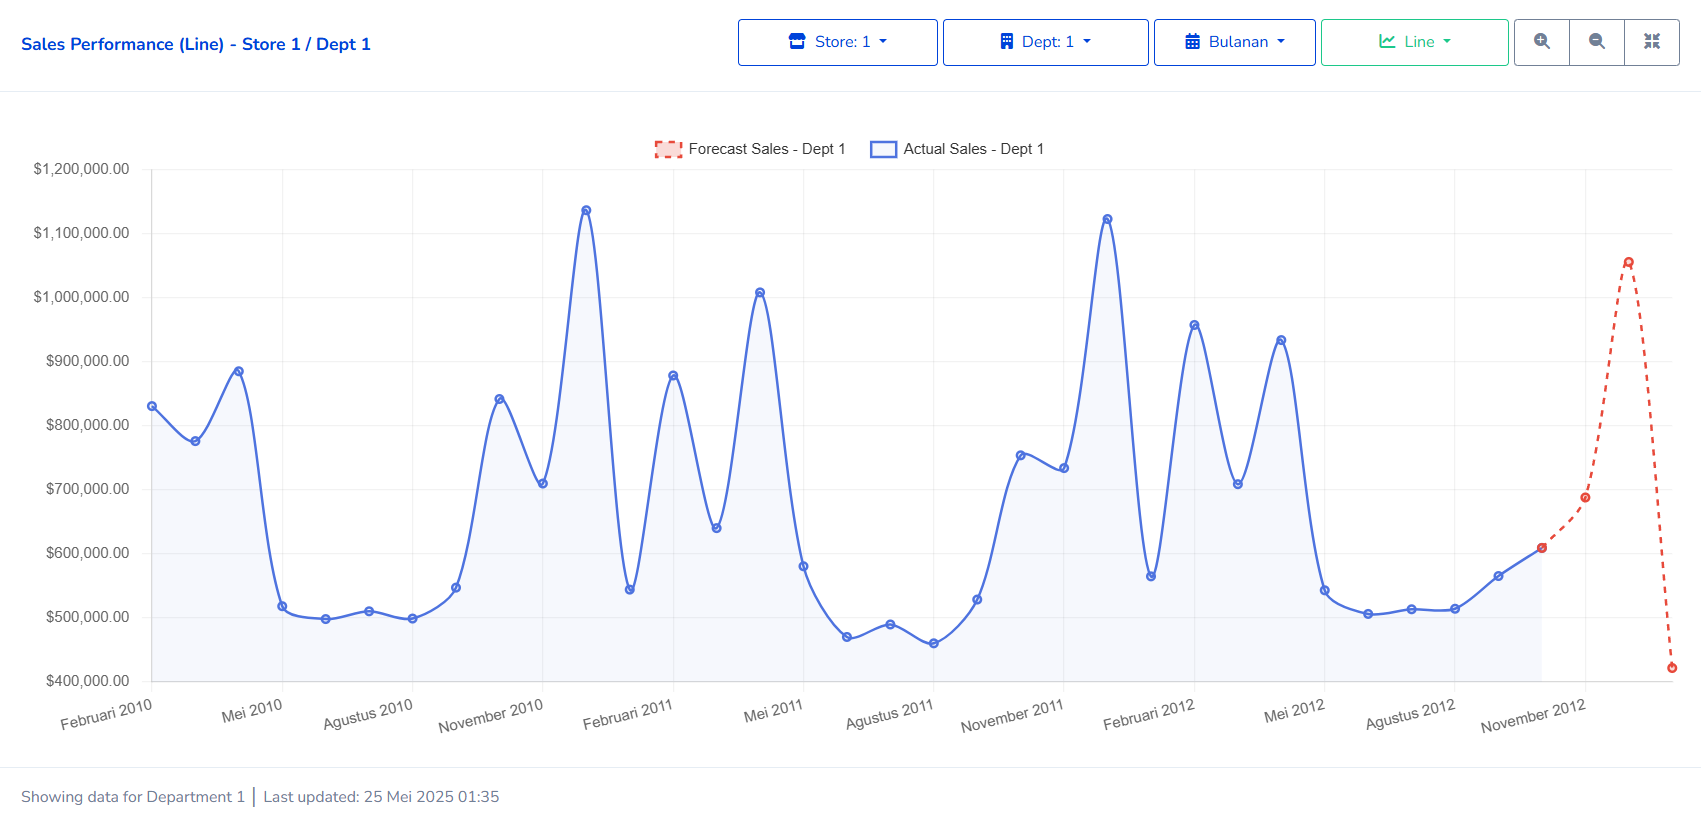 Sales Performance (Line) - Store 1 / Dept 1
Store: 1
Dept: 1
Bulanan
Line
Forecast Sales - Dept 1
Actual Sales - Dept 1
$1,200,000.00
$1,100,000.00
$1,000,000.00
$900,000.00
$800,000.00
$700,000.00
$600,000.00
$500,000.00
$400,000.00
Februari 2010
Mei 2010
Agustus 2010
November 2010
Februari 2011
Mei 2011
Agustus 2011
November 2011
Februari 2012
Mei 2012
Agustus 2012
November 2012
Showing data for Department 1 | Last updated: 25 Mei 2025 01:35